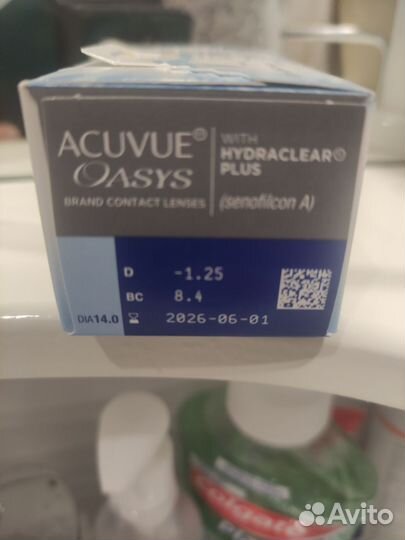 ACUVUE®
OASYS
BRAND CONTACT LENSES
WITH
HYDRACLEAR®
PLUS
(senofilcon A)
D -1.25
BC 8.4
DIA14.0
2026-06-01
Colgate
Avito